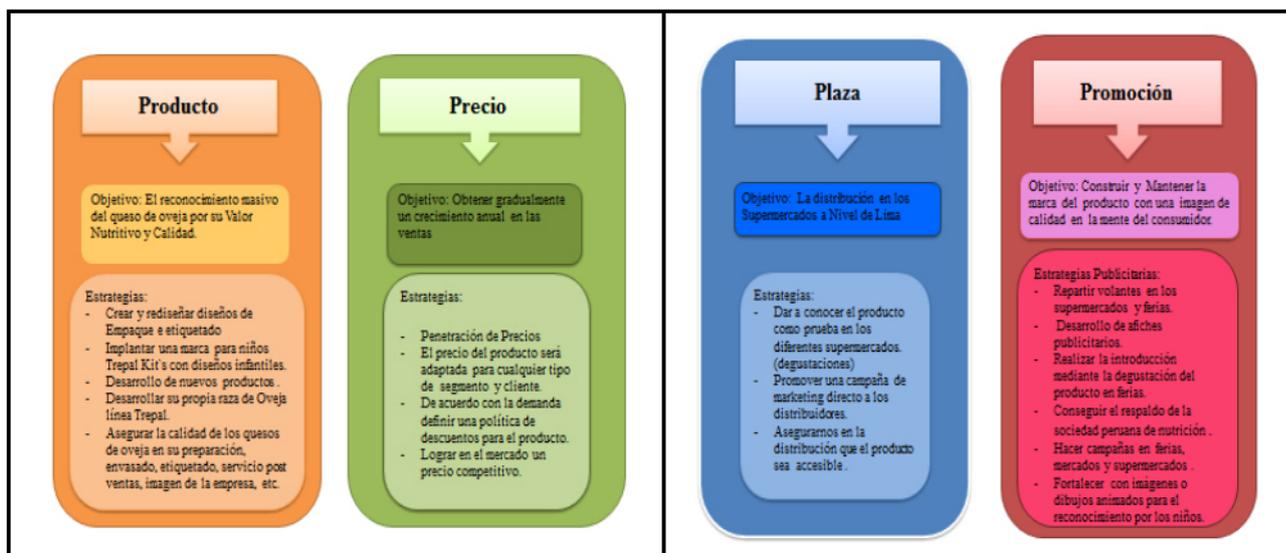 Producto
Objetivo: El reconocimiento masivo
del queso de oveja por su Valor
Nutritivo y Calidad.
Estrategias:
- Crear y rediseñar diseños de
Empaque e etiquetado
- Implantar una marca para niños
Trepal Kit`s con diseños infantiles.
- Desarrollo de nuevos productos .
- Desarrollar su propia raza de Oveja
línea Trepal.
- Asegurar la calidad de los quesos
de oveja en su preparación,
envasado, etiquetado, servicio post
ventas, imagen de la empresa, etc.
Precio
Objetivo: Obtener gradualmente
un crecimiento anual en las
ventas
Estrategias:
- Penetración de Precios
- El precio del producto será
adaptada para cualquier tipo
de segmento y cliente.
- De acuerdo con la demanda
definir una política de
descuentos para el producto.
- Lograr en el mercado un
precio competitivo.
Plaza
Objetivo: La distribución en los
Supermercados a Nivel de Lima
Estrategias:
- Dar a conocer el producto
como prueba en los
diferentes supermercados.
(degustaciones)
- Promover una campaña de
marketing directo a los
distribuidores.
- Asegurarnos en la
distribución que el producto
sea accesible .
Promoción
Objetivo: Construir y Mantener la
marca del producto con una imagen de
calidad en la mente del consumidor.
Estrategias Publicitarias:
- Repartir volantes en los
supermercados y ferias.
- Desarrollo de afiches
publicitarios.
- Realizar la introducción
mediante la degustación del
producto en ferias.
- Conseguir el respaldo de la
sociedad peruana de nutrición .
- Hacer campañas en ferias,
mercados y supermercados .
- Fortalecer con imágenes o
dibujos animados para el
reconocimiento por los niños.